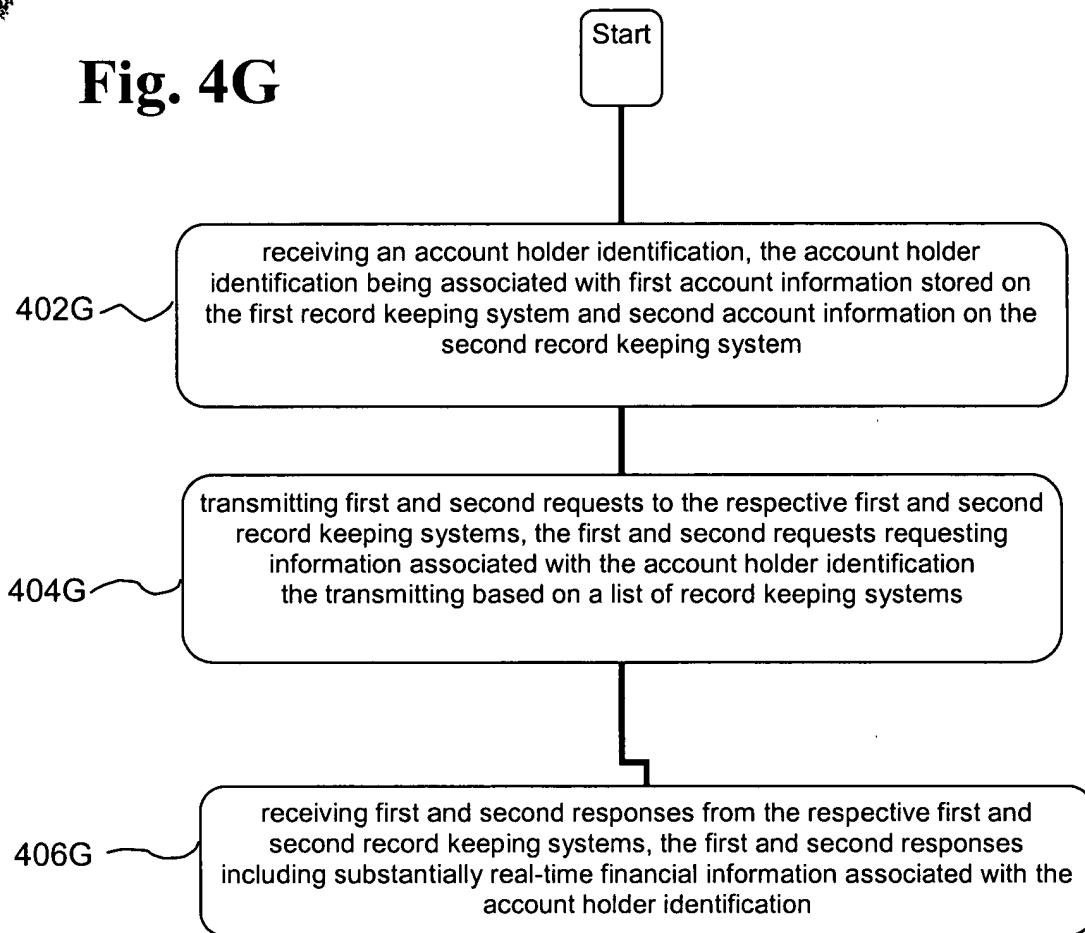 Fig. 4G
Start
receiving an account holder identification, the account holder
identification being associated with first account information stored on
the first record keeping system and second account information on the
second record keeping system
402G
transmitting first and second requests to the respective first and second
record keeping systems, the first and second requests requesting
information associated with the account holder identification
the transmitting based on a list of record keeping systems
404G
receiving first and second responses from the respective first and
second record keeping systems, the first and second responses
including substantially real-time financial information associated with the
account holder identification
406G